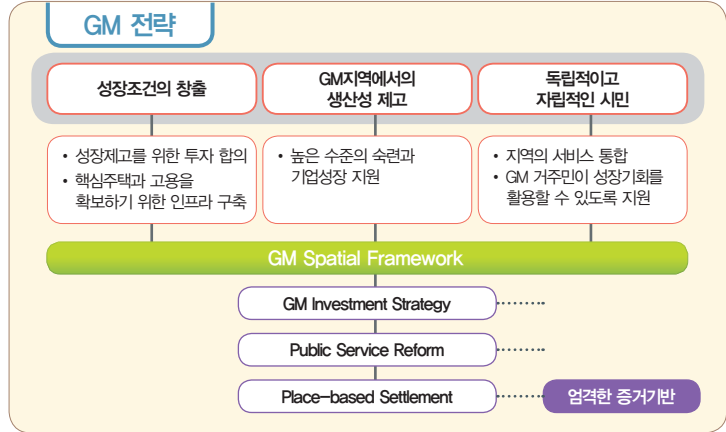 GM 전략
성장조건의 창출
GM지역에서의
생산성 제고
독립적이고
자립적인 시민
• 성장제고를 위한 투자 합의
• 핵심주택과 고용을
확보하기 위한 인프라 구축
• 높은 수준의 숙련과
기업성장 지원
• 지역의 서비스 통합
• GM 거주민이 성장기회를
활용할 수 있도록 지원
GM Spatial Framework
GM Investment Strategy
Public Service Reform
Place-based Settlement
엄격한 증거기반